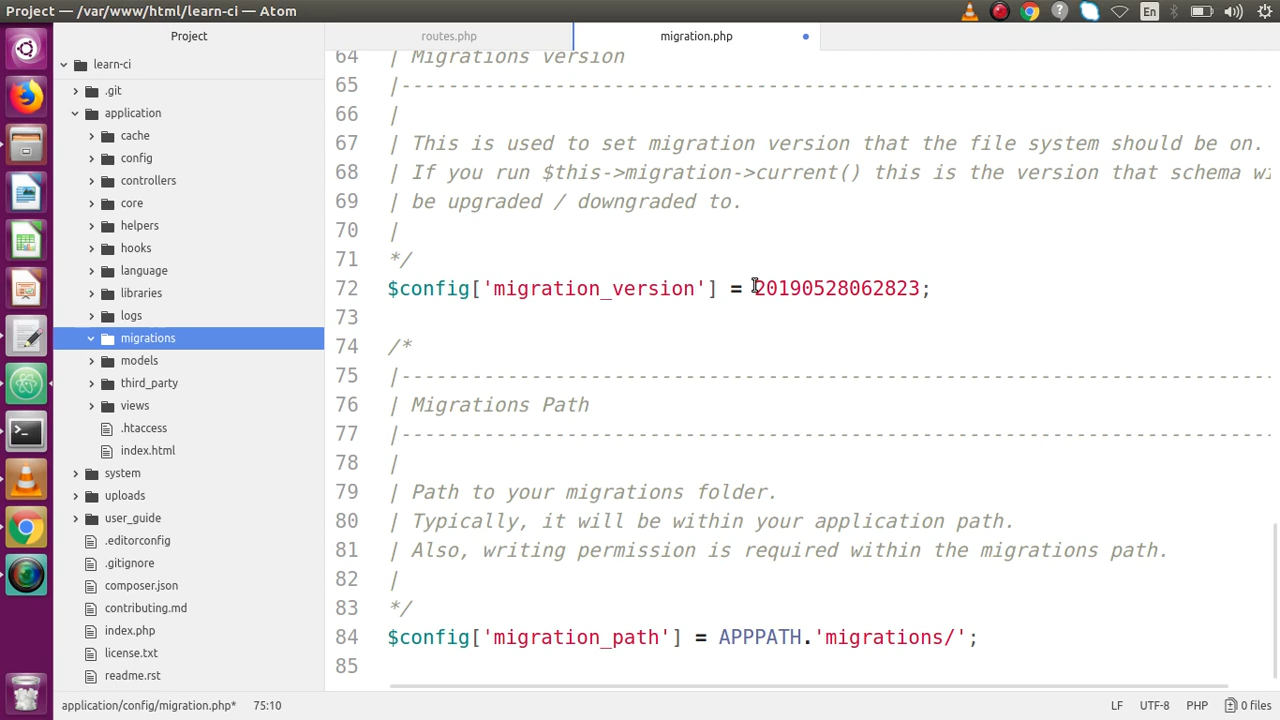 Project — /var/www/html/learn-ci — Atom
En
Project
routes.php
migration.php
learn-ci
.git
application
cache
config
controllers
core
helpers
hooks
language
libraries
logs
migrations
models
third_party
views
.htaccess
index.html
system
uploads
user_guide
.editorconfig
.gitignore
composer.json
contributing.md
index.php
license.txt
readme.rst
64 | Migrations version
65 |--------------------------------------------------------------------------
66 |
67 | This is used to set migration version that the file system should be on.
68 | If you run $this->migration->current() this is the version that schema wi
69 | be upgraded / downgraded to.
70 |
71 */
72 $config['migration_version'] = 20190528062823;
73
74 /*
75 |--------------------------------------------------------------------------
76 | Migrations Path
77 |--------------------------------------------------------------------------
78 |
79 | Path to your migrations folder.
80 | Typically, it will be within your application path.
81 | Also, writing permission is required within the migrations path.
82 |
83 */
84 $config['migration_path'] = APPPATH.'migrations/';
85
application/config/migration.php* 75:10
LF UTF-8 PHP 0 files